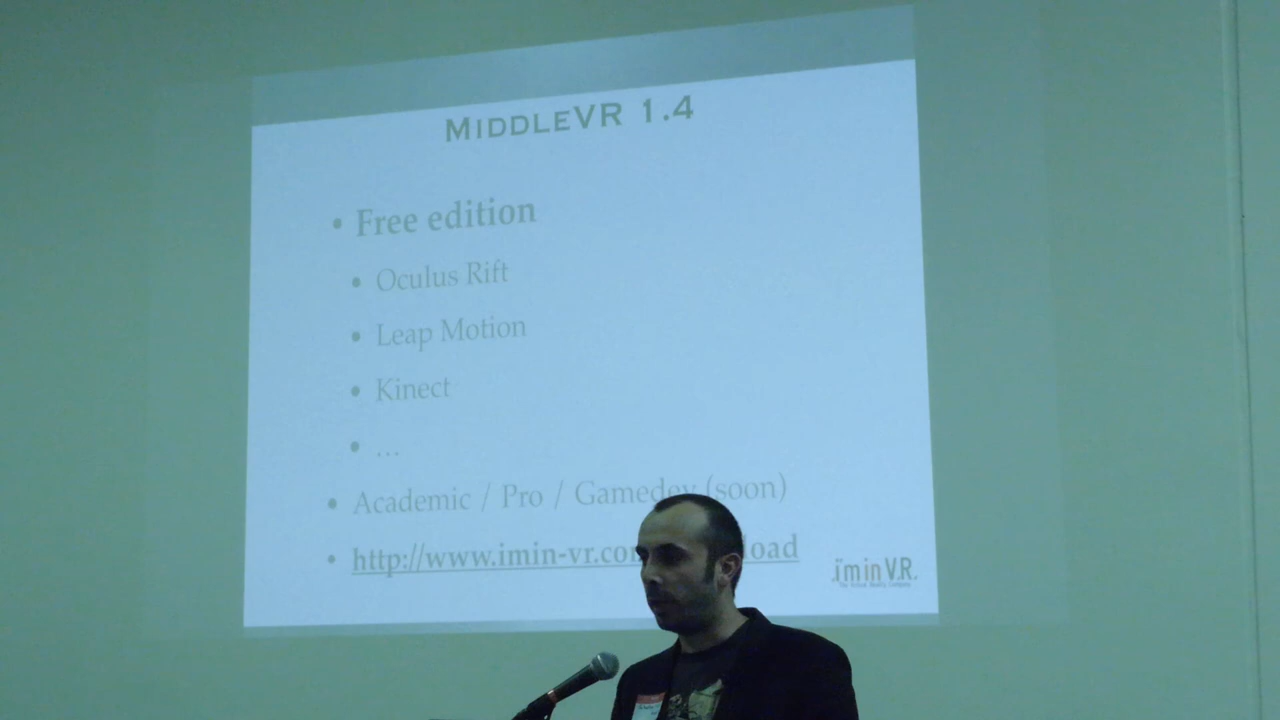 MIDDLEVR 1.4
• Free edition
• Oculus Rift
• Leap Motion
• Kinect
• ...
• Academic / Pro / Gamedev (soon)
• http://www.imin-vr.co load
i'm in V.R.